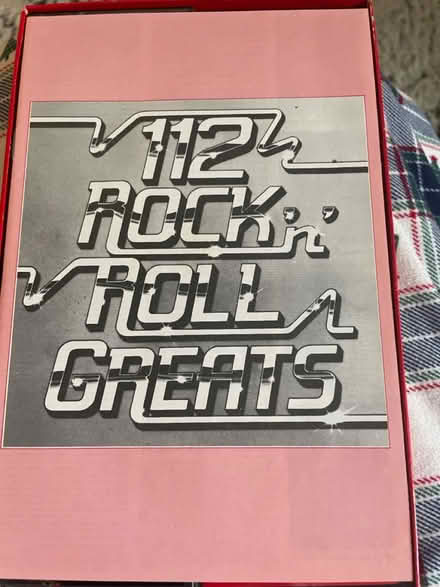 112
ROCK 'n'
ROLL
GREATS